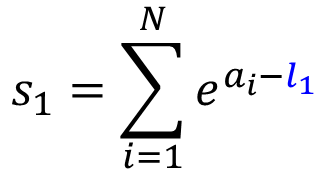 s_1 = \sum_{i=1}^{N} e^{a_i - l_1}